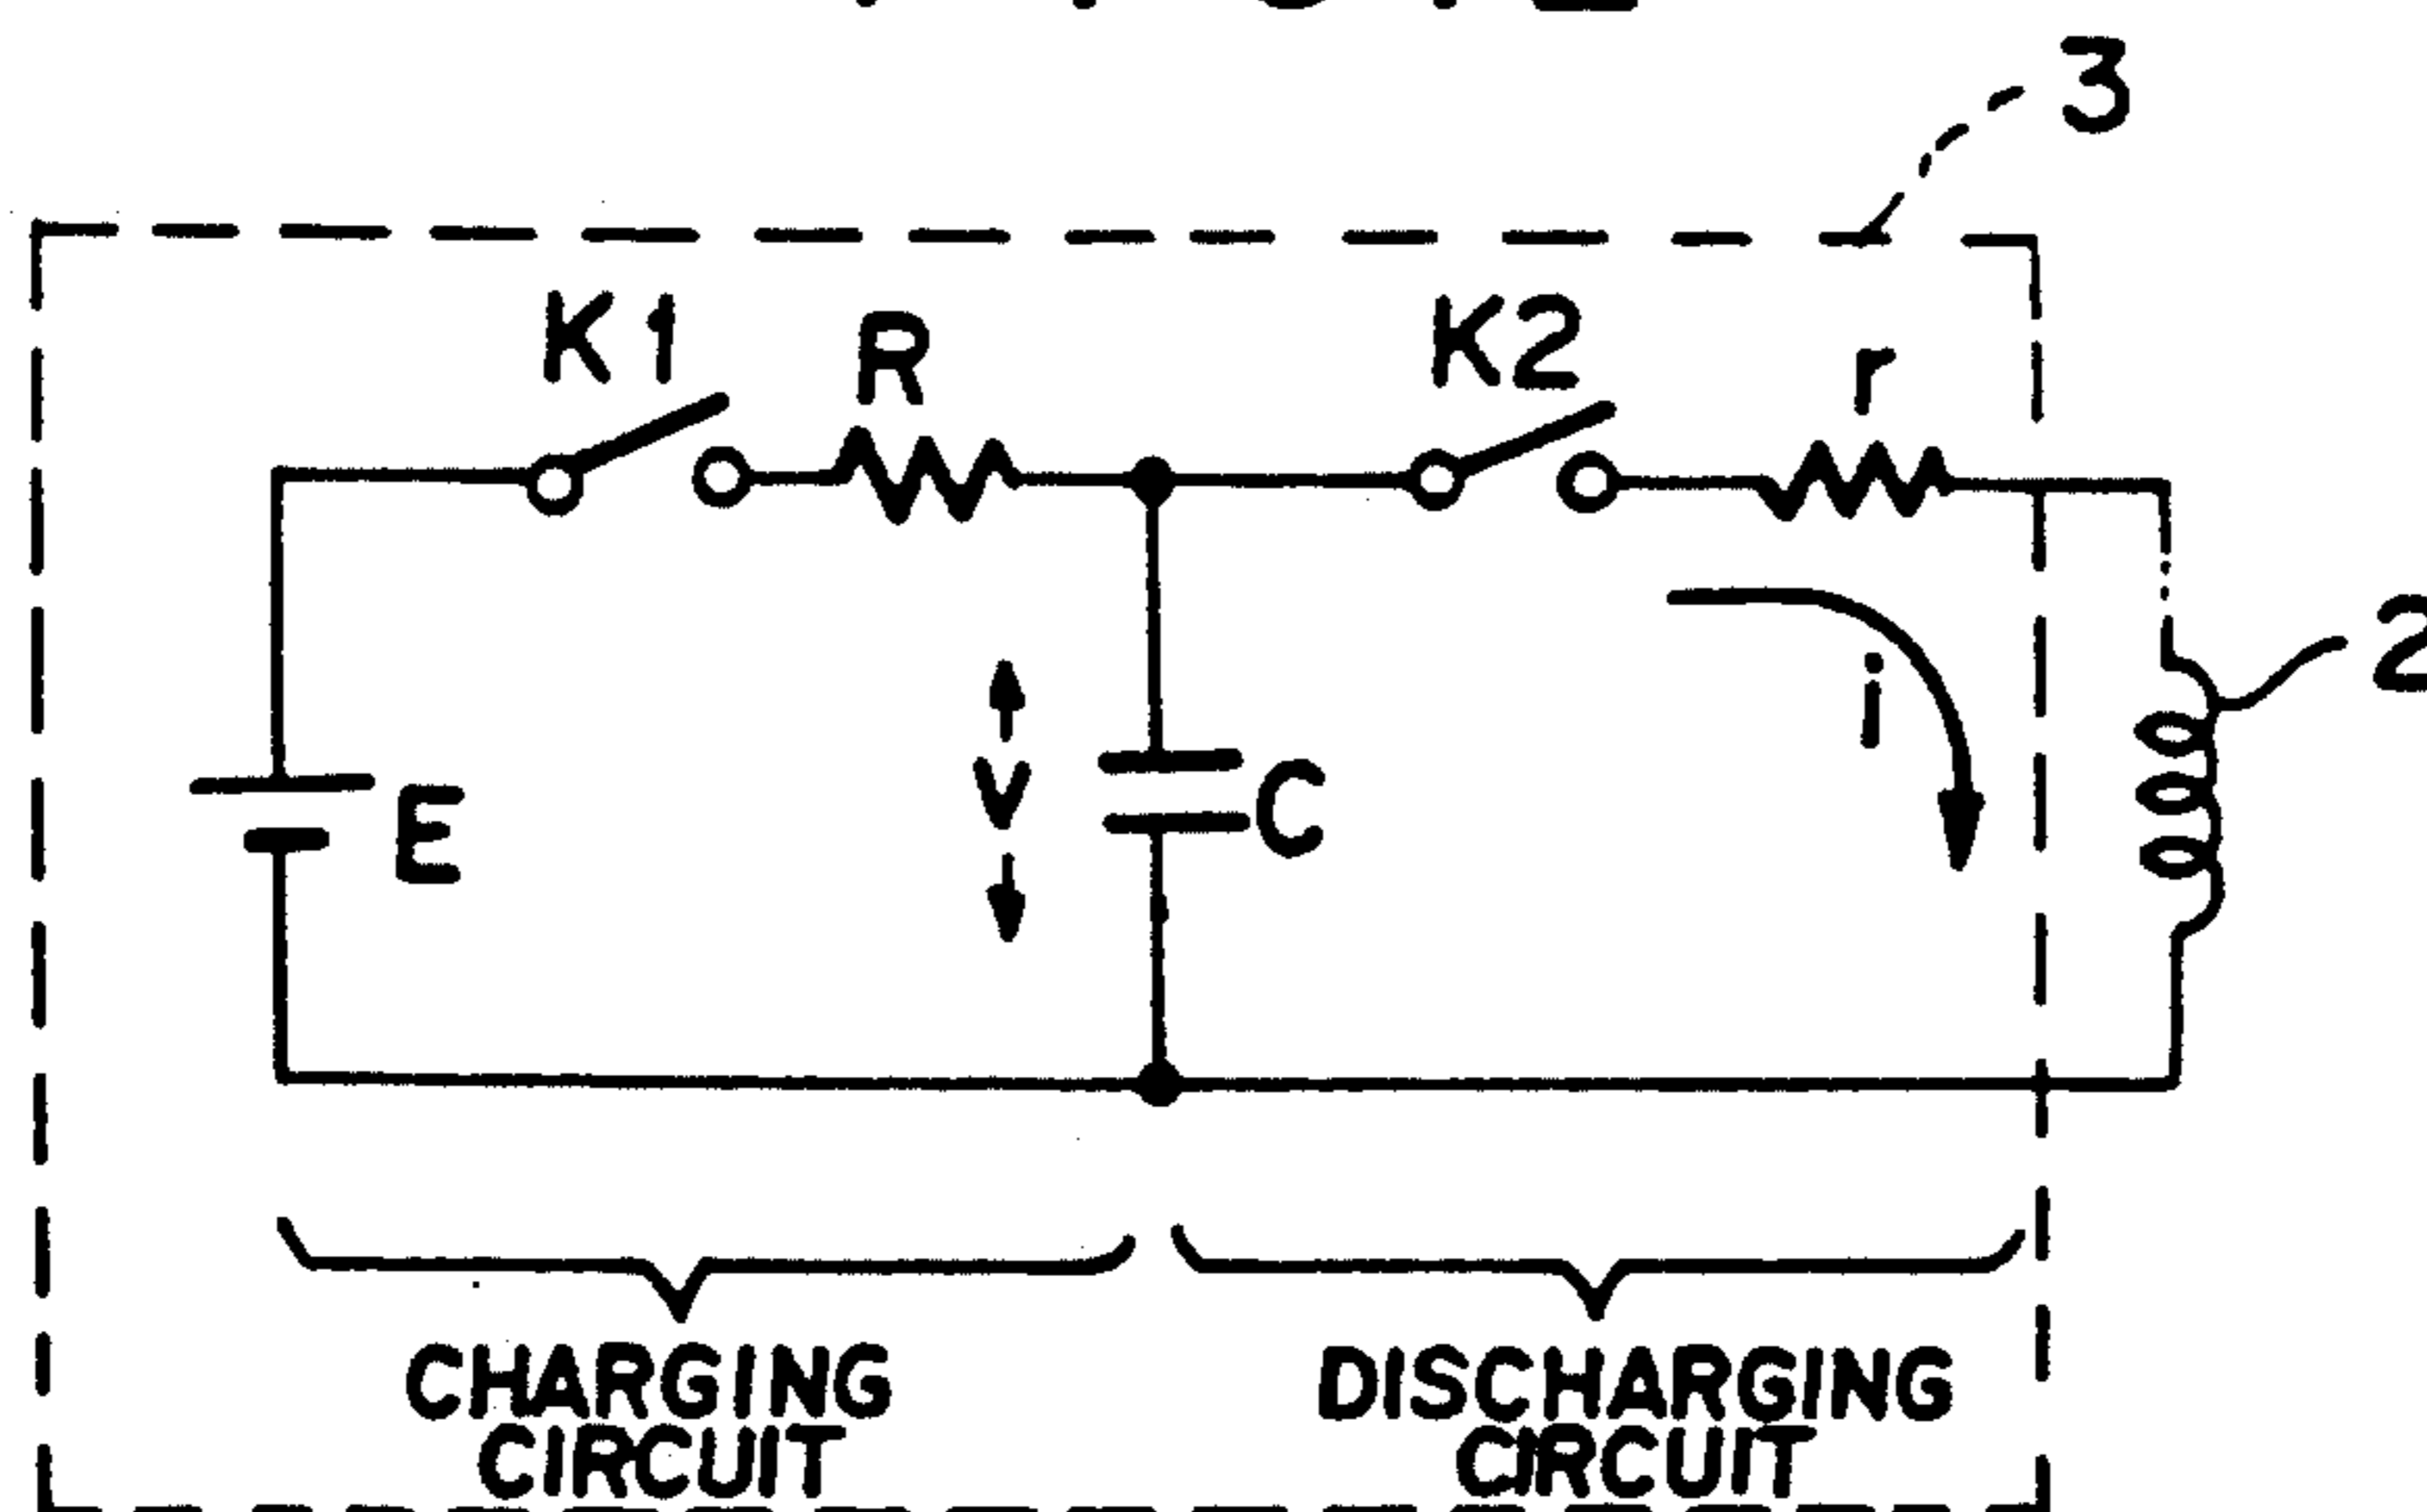 3
K1
R
K2
r
i
2
E
V
C
CHARGING
CIRCUIT
DISCHARGING
CIRCUIT